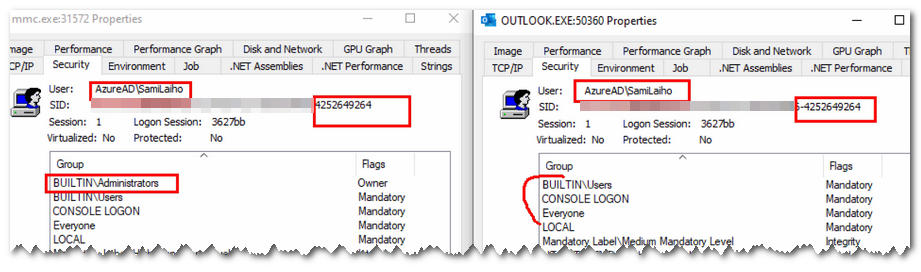 mmc.exe:31572 Properties
Image Performance Performance Graph Disk and Network GPU Graph Threads
TCP/IP Security Environment Job .NET Assemblies .NET Performance Strings
User: AzureAD\SamiLaiho
SID: 4252649264
Session: 1 Logon Session: 3627bb
Virtualized: No Protected: No
Group Flags
BUILTIN\Administrators Owner
BUILTIN\Users Mandatory
CONSOLE LOGON Mandatory
Everyone Mandatory
LOCAL Mandatory
OUTLOOK.EXE:50360 Properties
Image Performance Performance Graph Disk and Network GPU Graph
TCP/IP Security Environment Job .NET Assemblies .NET Performance
User: AzureAD\SamiLaiho
SID: -4252649264
Session: 1 Logon Session: 3627bb
Virtualized: No Protected: No
Group Flags
BUILTIN\Users Mandatory
CONSOLE LOGON Mandatory
Everyone Mandatory
LOCAL Mandatory
Mandatory Label\Medium Mandatory Level Integrity